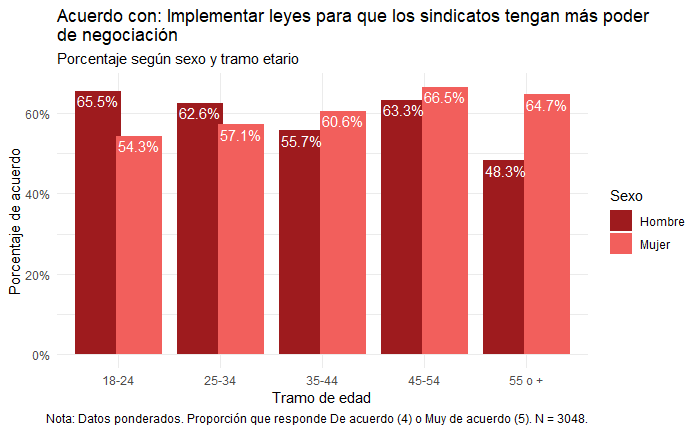 Acuerdo con: Implementar leyes para que los sindicatos tengan más poder
de negociación
Porcentaje según sexo y tramo etario
65.5%
54.3%
62.6%
57.1%
55.7%
60.6%
63.3%
66.5%
48.3%
64.7%
60%
40%
20%
0%
Porcentaje de acuerdo
18-24
25-34
35-44
45-54
55 o +
Tramo de edad
Sexo
Hombre
Mujer
Nota: Datos ponderados. Proporción que responde De acuerdo (4) o Muy de acuerdo (5). N = 3048.